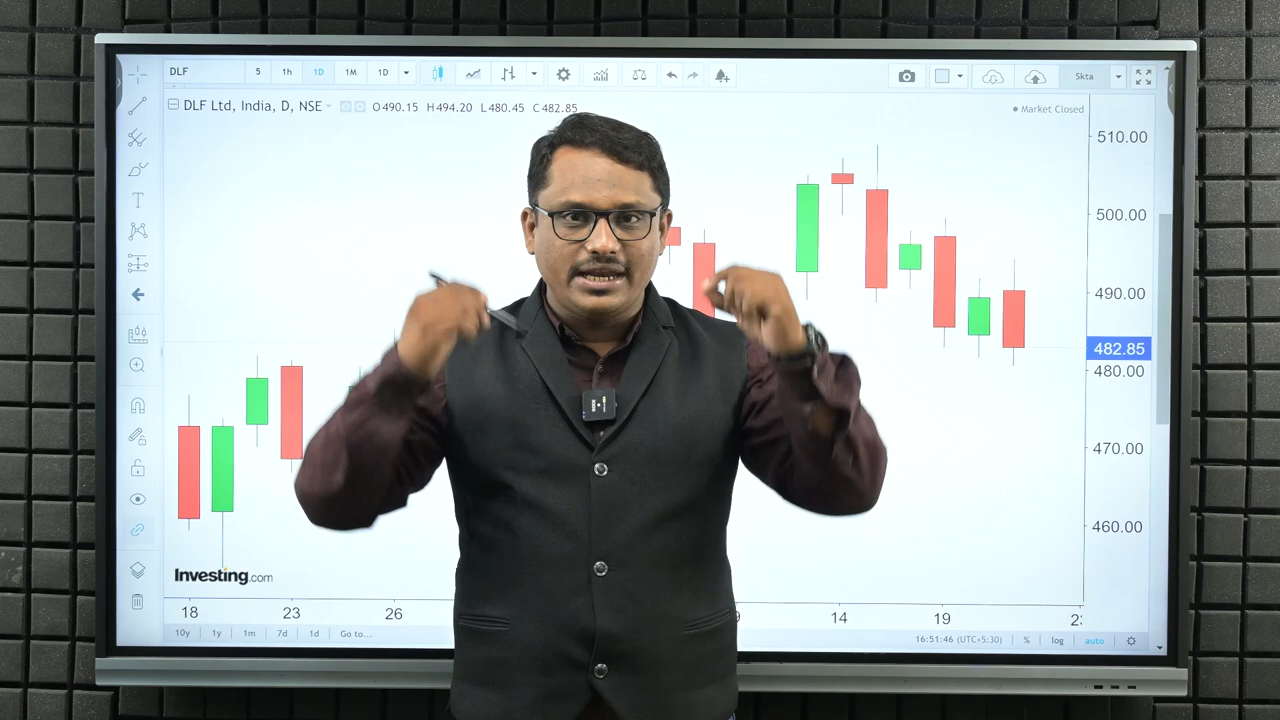 DLF 5 1h 1D 1M 1D Skta
DLF Ltd, India, D, NSE O490.15 H494.20 L480.45 C482.85 Market Closed
510.00
500.00
490.00
482.85
480.00
470.00
460.00
Investing.com
18 23 26 14 19
10y 1y 1m 7d 1d Go to... 16:51:46 (UTC+5:30) % log auto